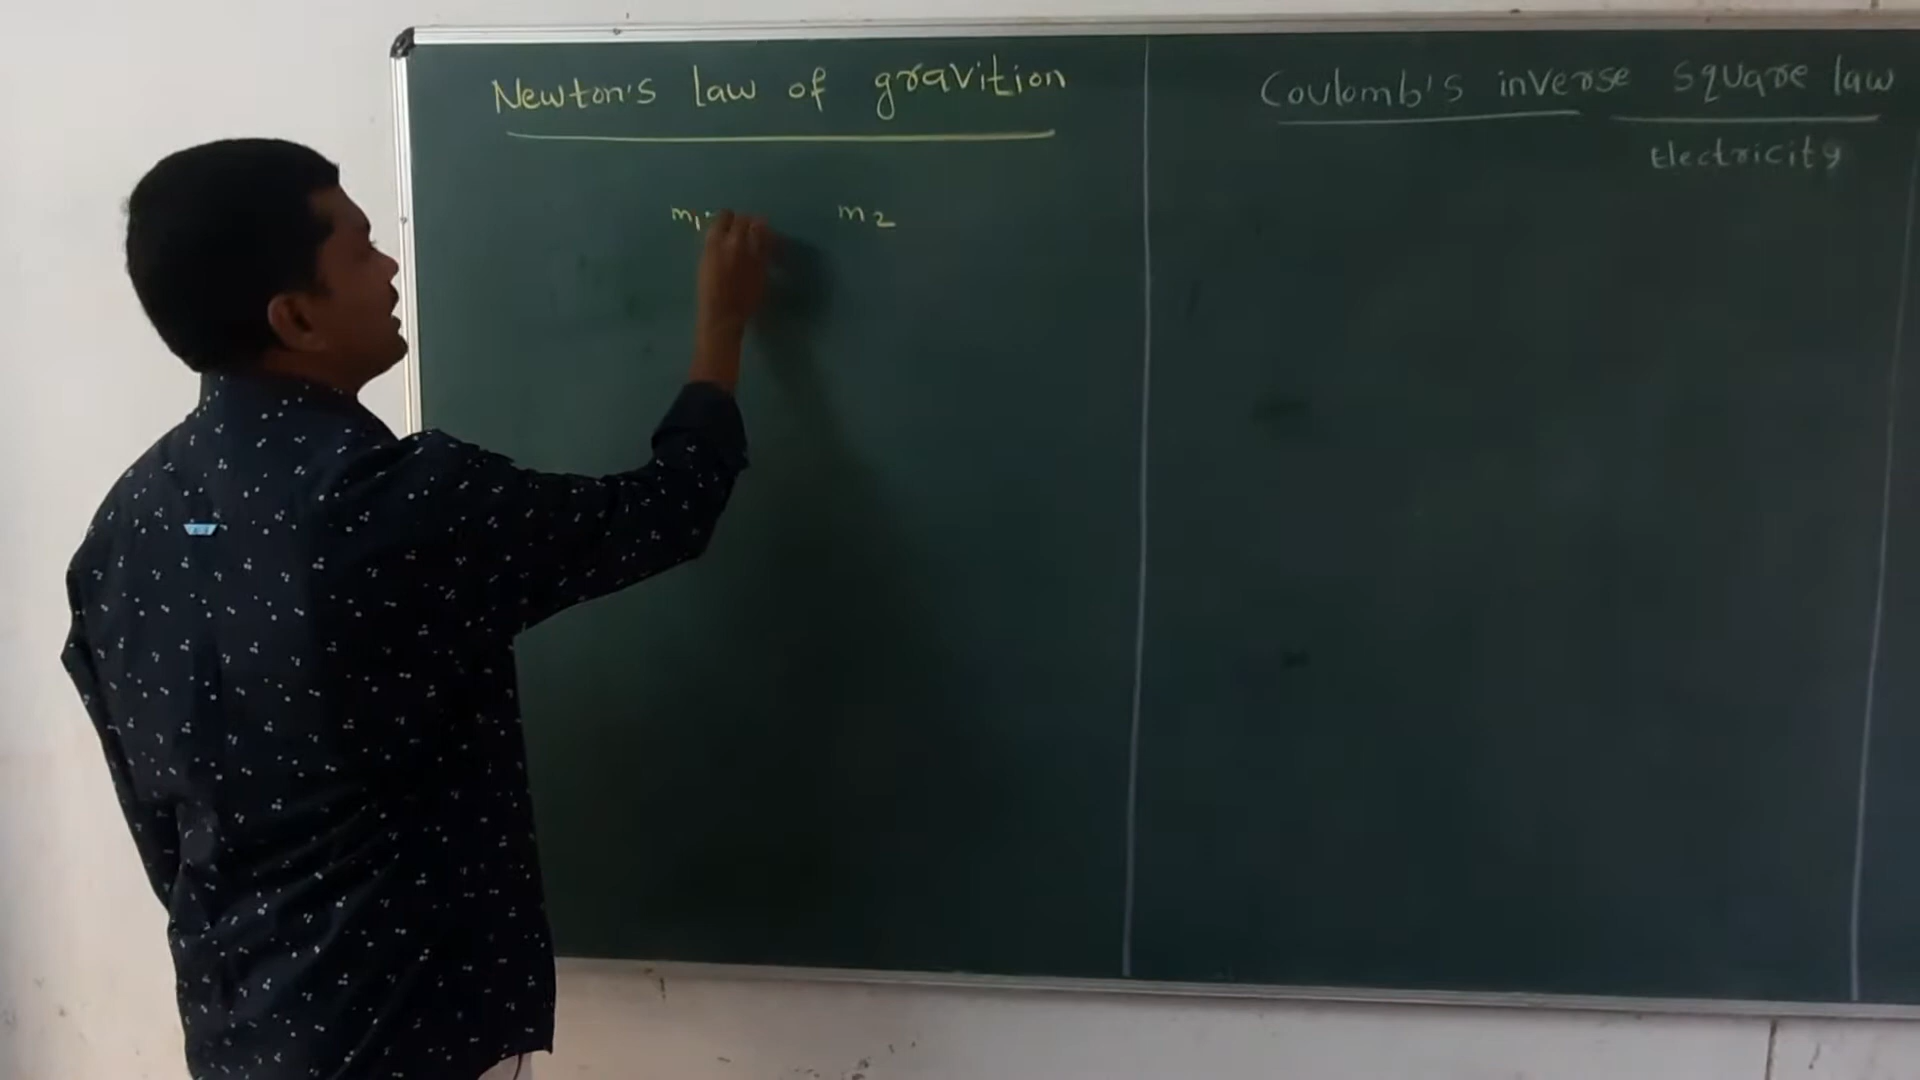 Newton's law of gravition
m1 m2
Coulomb's inverse square law
Electricity